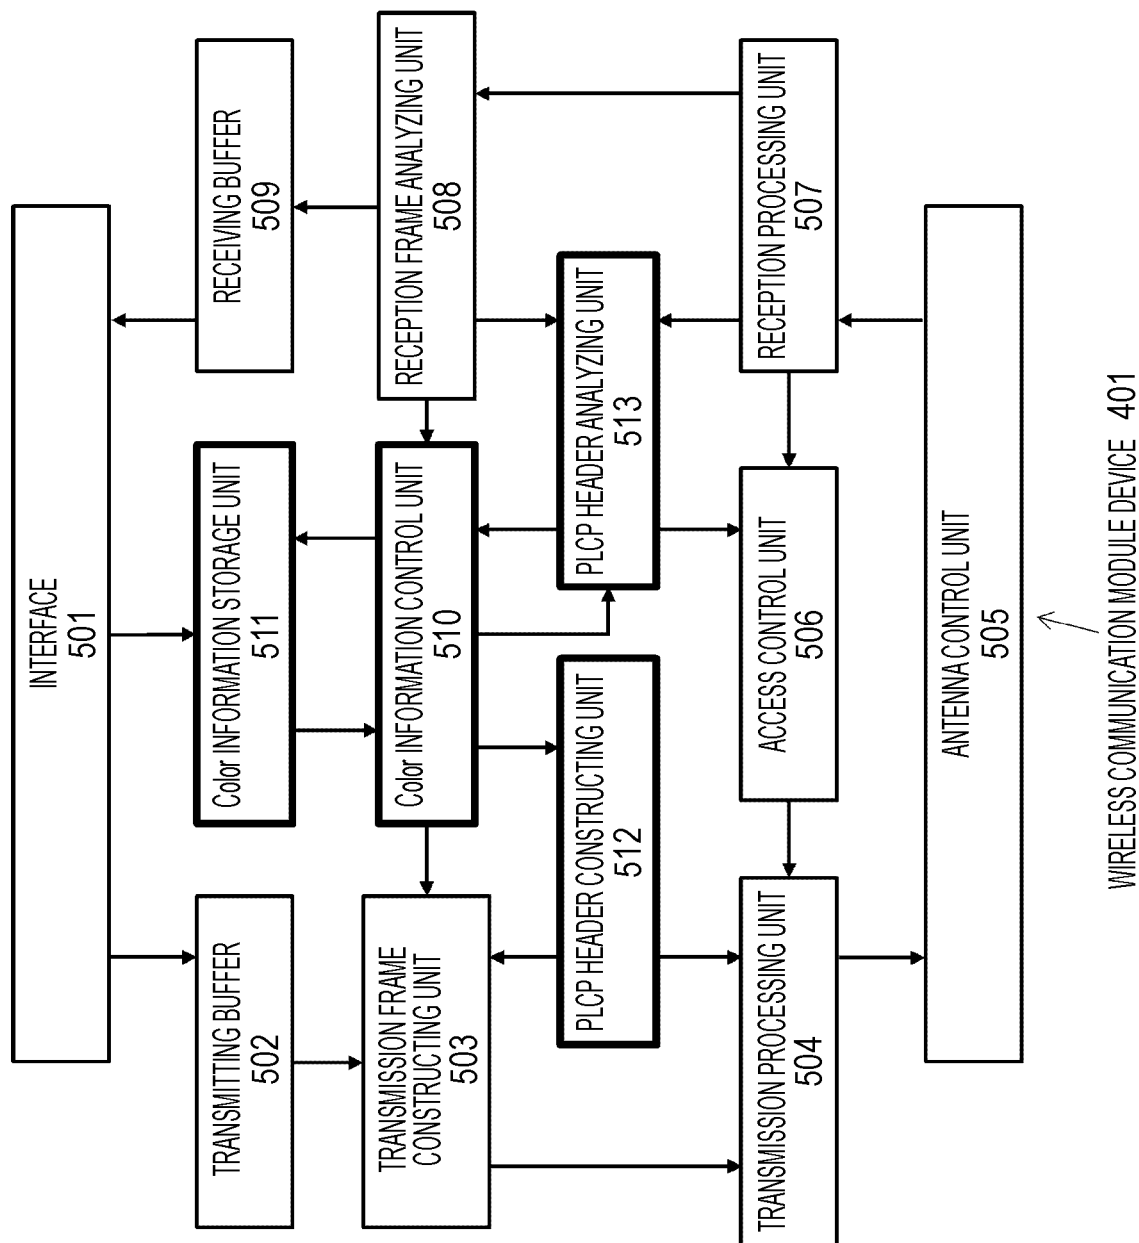 INTERFACE
501
TRANSMITTING BUFFER
502
Color INFORMATION STORAGE UNIT
511
RECEIVING BUFFER
509
TRANSMISSION FRAME
CONSTRUCTING UNIT
503
Color INFORMATION CONTROL UNIT
510
RECEPTION FRAME ANALYZING UNIT
508
PLCP HEADER CONSTRUCTING UNIT
512
PLCP HEADER ANALYZING UNIT
513
TRANSMISSION PROCESSING UNIT
504
ACCESS CONTROL UNIT
506
RECEPTION PROCESSING UNIT
507
ANTENNA CONTROL UNIT
505
WIRELESS COMMUNICATION MODULE DEVICE 401